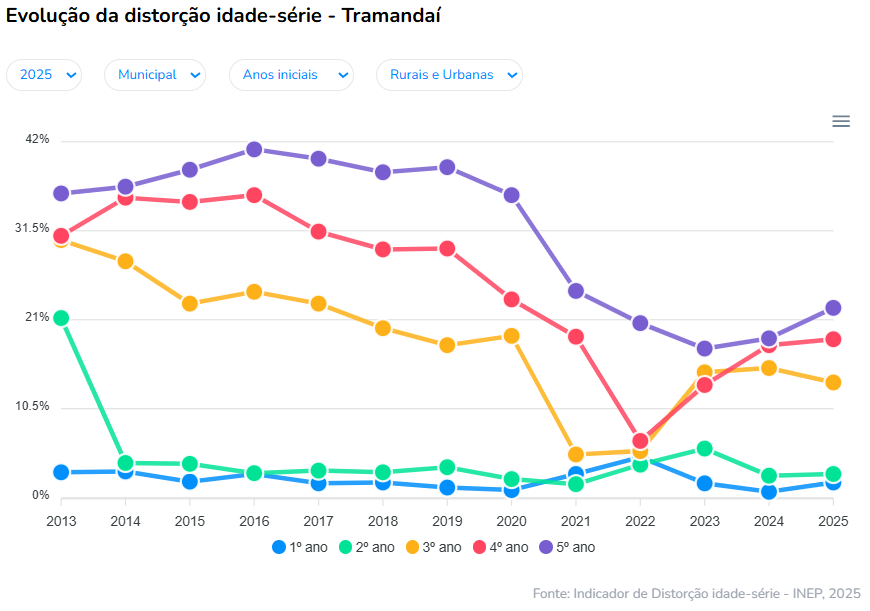 Evolução da distorção idade-série - Tramandaí
2025 Municipal Anos iniciais Rurais e Urbanas
42%
31.5%
21%
10.5%
0%
2013 2014 2015 2016 2017 2018 2019 2020 2021 2022 2023 2024 2025
1º ano 2º ano 3º ano 4º ano 5º ano
Fonte: Indicador de Distorção idade-série - INEP, 2025